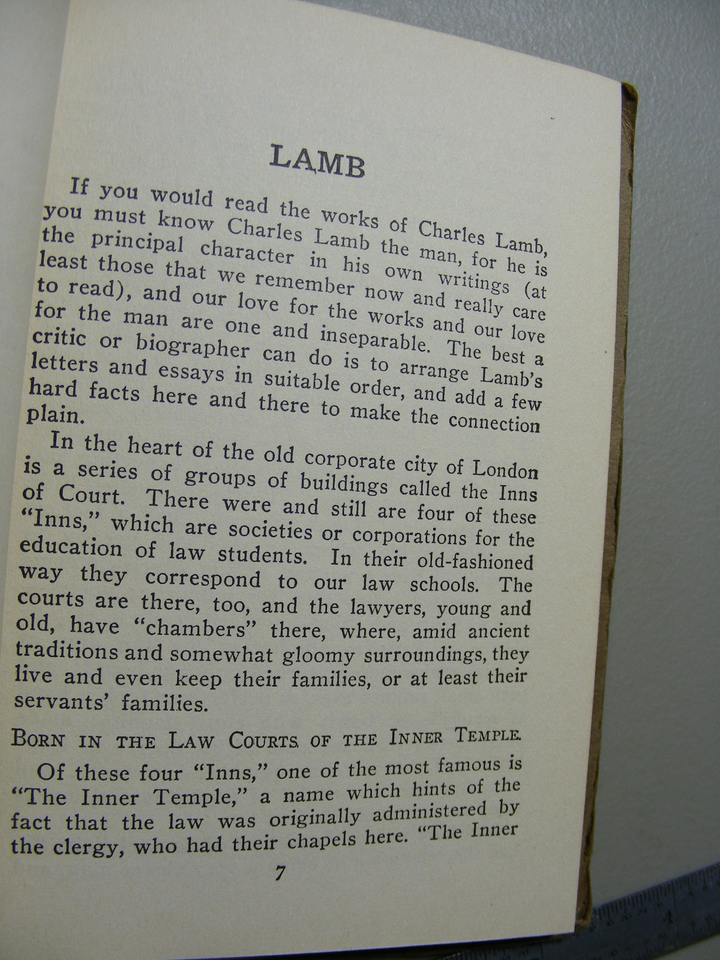 LAMB
If you would read the works of Charles Lamb,
you must know Charles Lamb the man, for he is
the principal character in his own writings (at
least those that we remember now and really care
to read), and our love for the works and our love
for the man are one and inseparable. The best a
critic or biographer can do is to arrange Lamb's
letters and essays in suitable order, and add a few
hard facts here and there to make the connection
plain.
In the heart of the old corporate city of London
is a series of groups of buildings called the Inns
of Court. There were and still are four of these
“Inns,” which are societies or corporations for the
education of law students. In their old-fashioned
way they correspond to our law schools. The
courts are there, too, and the lawyers, young and
old, have “chambers” there, where, amid ancient
traditions and somewhat gloomy surroundings, they
live and even keep their families, or at least their
servants' families.
BORN IN THE LAW COURTS OF THE INNER TEMPLE.
Of these four “Inns,” one of the most famous is
“The Inner Temple,” a name which hints of the
fact that the law was originally administered by
the clergy, who had their chapels here. “The Inner
7
4